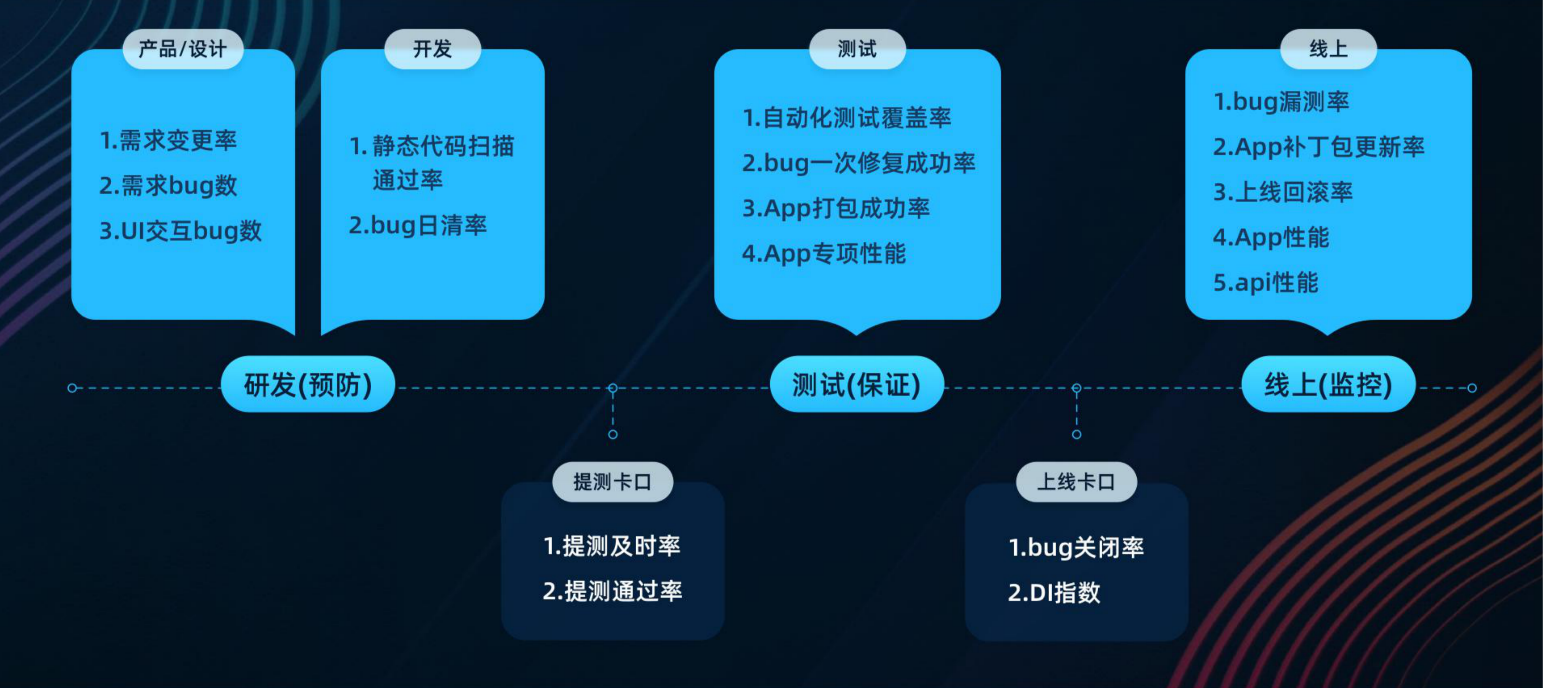 产品/设计
1.需求变更率
2.需求bug数
3.UI交互bug数
开发
1. 静态代码扫描
通过率
2.bug日清率
测试
1.自动化测试覆盖率
2.bug一次修复成功率
3.App打包成功率
4.App专项性能
线上
1.bug漏测率
2.App补丁包更新率
3.上线回滚率
4.App性能
5.api性能
研发(预防)
测试(保证)
线上(监控)
提测卡口
1.提测及时率
2.提测通过率
上线卡口
1.bug关闭率
2.DI指数